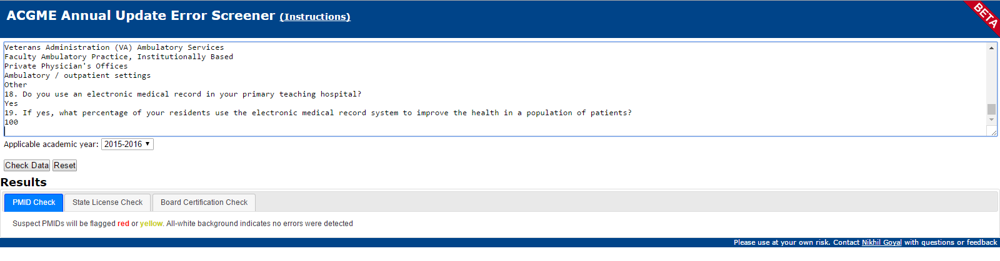 ACGME Annual Update Error Screener (Instructions)
BETA
Veterans Administration (VA) Ambulatory Services
Faculty Ambulatory Practice, Institutionally Based
Private Physician's Offices
Ambulatory / outpatient settings
Other
18. Do you use an electronic medical record in your primary teaching hospital?
Yes
19. If yes, what percentage of your residents use the electronic medical record system to improve the health in a population of patients?
100
Applicable academic year: 2015-2016
Check Data Reset
Results
PMID Check State License Check Board Certification Check
Suspect PMIDs will be flagged red or yellow. All-white background indicates no errors were detected
Please use at your own risk. Contact Nikhil Goyal with questions or feedback